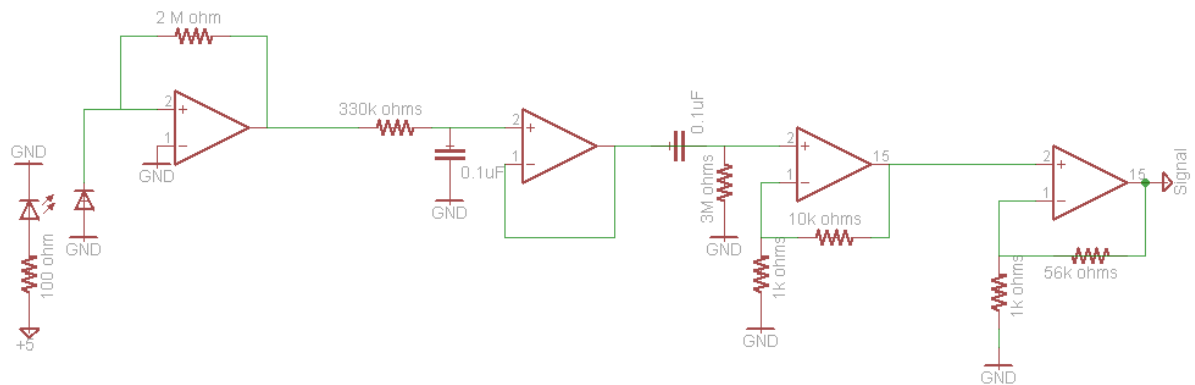 2 M ohm
2
+
1
−
GND
GND
GND
100 ohm
+5
330k ohms
0.1uF
GND
2
+
1
−
0.1uF
3M ohms
GND
2
+
1
−
15
10k ohms
1k ohms
GND
2
+
1
−
15
Signal
56k ohms
1k ohms
GND